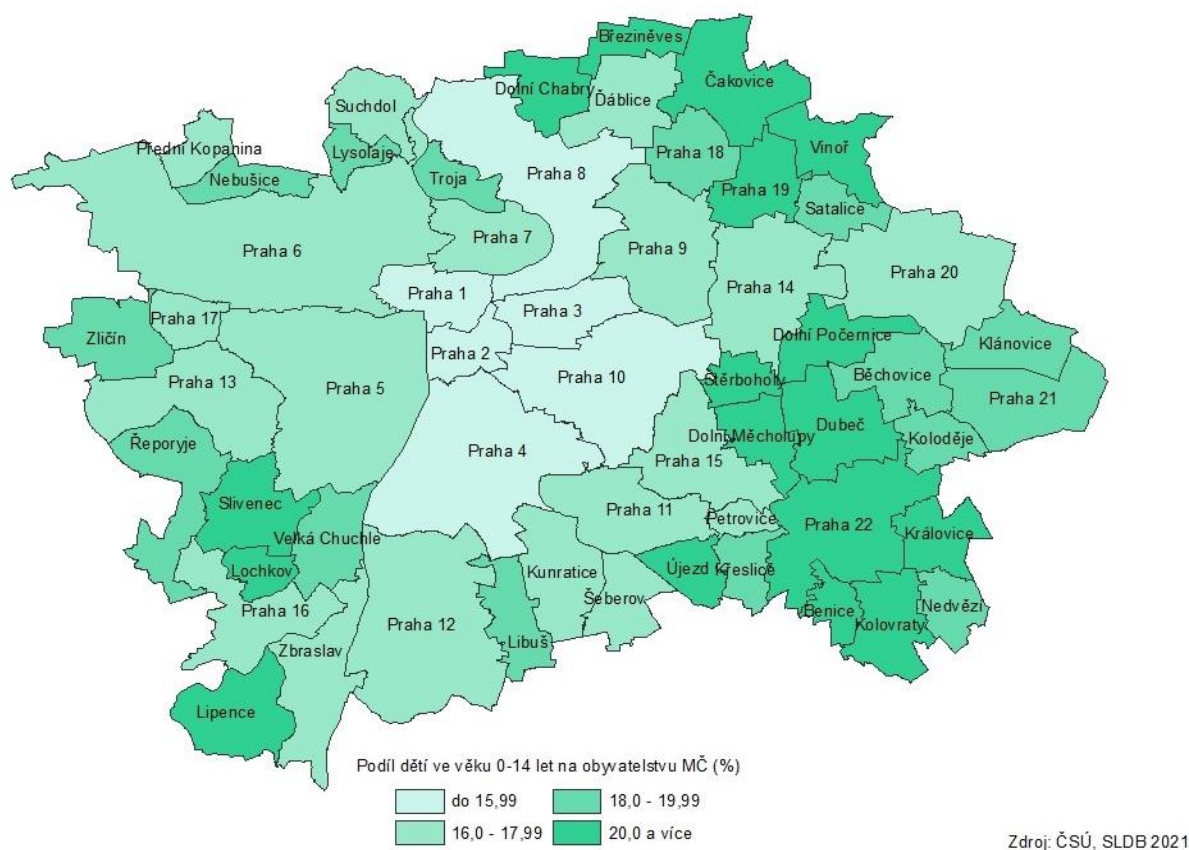 Březiněves
Dolní Chabry
Ďáblice
Čakovice
Suchdol
Přední Kopanina
Lysolaje
Nebušice
Troja
Praha 8
Praha 18
Praha 19
Vinoř
Satalice
Praha 6
Praha 7
Praha 9
Praha 20
Praha 14
Praha 1
Praha 3
Praha 17
Zličín
Praha 2
Dolní Počernice
Klánovice
Praha 13
Praha 5
Praha 10
Štěrboholy
Běchovice
Praha 21
Řeporyje
Praha 4
Dolní Měcholupy
Dubeč
Koloděje
Praha 15
Slivenec
Velká Chuchle
Praha 11
Petrovice
Praha 22
Královice
Lochkov
Kunratice
Újezd
Křeslice
Šeberov
Praha 16
Praha 12
Benice
Kolovraty
Nedvězí
Zbraslav
Libuš
Lipence
Podíl dětí ve věku 0-14 let na obyvatelstvu MČ (%)
do 15,99
18,0 - 19,99
16,0 - 17,99
20,0 a více
Zdroj: ČSÚ, SLDB 2021